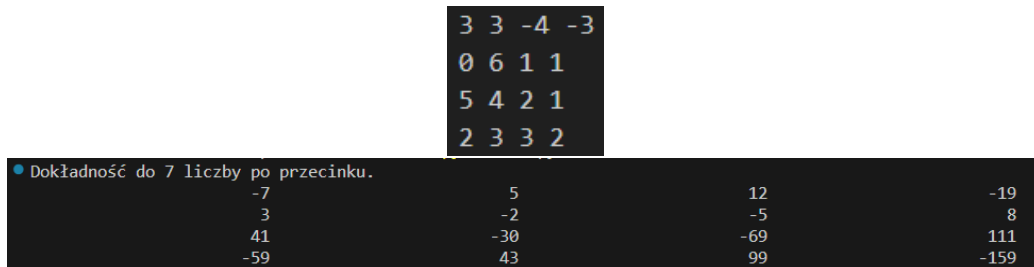 3 3 -4 -3
0 6 1 1
5 4 2 1
2 3 3 2
Dokładność do 7 liczby po przecinku.
-7 5 12 -19
3 -2 -5 8
41 -30 -69 111
-59 43 99 -159